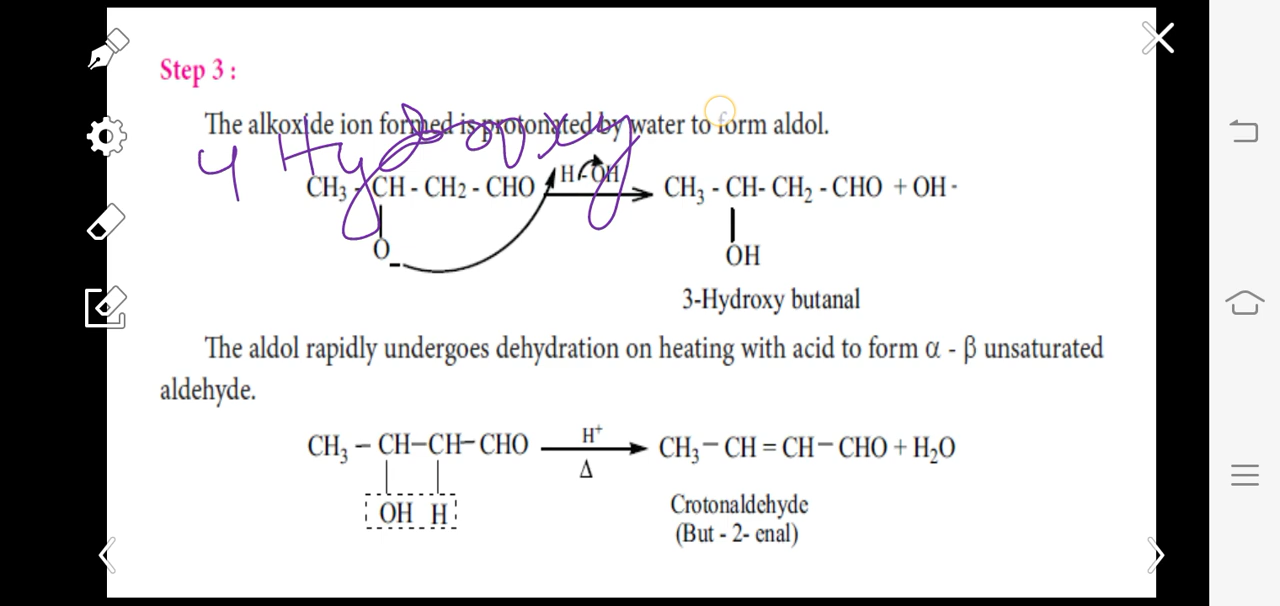 Step 3 :
The alkoxide ion formed is protonated by water to form aldol.
4 Hydroxy
CH₃ - CH - CH₂ - CHO H-OH CH₃ - CH- CH₂ - CHO + OH -
O- OH
3-Hydroxy butanal
The aldol rapidly undergoes dehydration on heating with acid to form α - β unsaturated
aldehyde.
H⁺
CH₃ – CH–CH–CHO CH₃ – CH = CH – CHO + H₂O
Δ
OH H
Crotonaldehyde
(But - 2- enal)